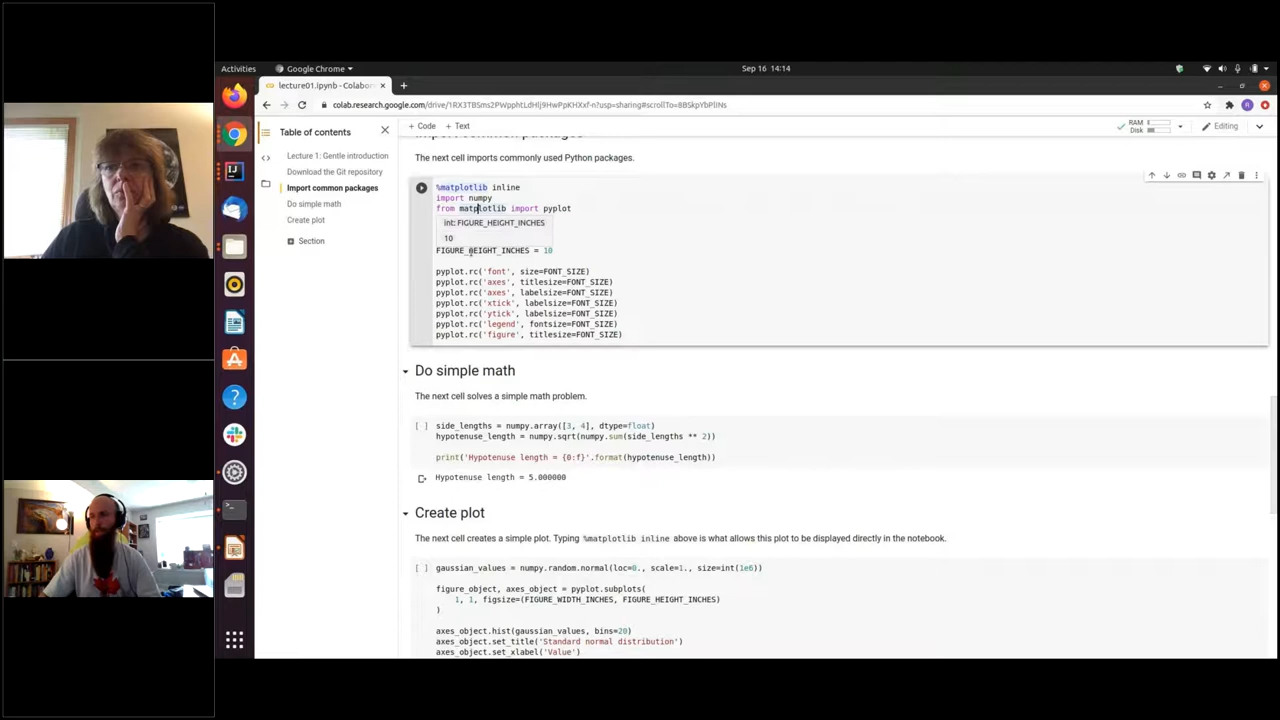 Activities
Google Chrome
Sep 16 14:14
lecture01.ipynb - Colabor
colab.research.google.com/drive/1RX3TBSms2PWpphtLdHlj9HwPpKHXxf-n?usp=sharing#scrollTo=8BSkpYbPliNs
R
Table of contents
Lecture 1: Gentle introduction
Download the Git repository
Import common packages
Do simple math
Create plot
Section
+ Code + Text
RAM
Disk
Editing
The next cell imports commonly used Python packages.
%matplotlib inline
import numpy
from matplotlib import pyplot
int: FIGURE_HEIGHT_INCHES
10
FIGURE_HEIGHT_INCHES = 10
pyplot.rc('font', size=FONT_SIZE)
pyplot.rc('axes', titlesize=FONT_SIZE)
pyplot.rc('axes', labelsize=FONT_SIZE)
pyplot.rc('xtick', labelsize=FONT_SIZE)
pyplot.rc('ytick', labelsize=FONT_SIZE)
pyplot.rc('legend', fontsize=FONT_SIZE)
pyplot.rc('figure', titlesize=FONT_SIZE)
Do simple math
The next cell solves a simple math problem.
[ ] side_lengths = numpy.array([3, 4], dtype=float)
hypotenuse_length = numpy.sqrt(numpy.sum(side_lengths ** 2))
print('Hypotenuse length = {0:f}'.format(hypotenuse_length))
Hypotenuse length = 5.000000
Create plot
The next cell creates a simple plot. Typing %matplotlib inline above is what allows this plot to be displayed directly in the notebook.
[ ] gaussian_values = numpy.random.normal(loc=0., scale=1., size=int(1e6))
figure_object, axes_object = pyplot.subplots(
1, 1, figsize=(FIGURE_WIDTH_INCHES, FIGURE_HEIGHT_INCHES)
)
axes_object.hist(gaussian_values, bins=20)
axes_object.set_title('Standard normal distribution')
axes_object.set_xlabel('Value')